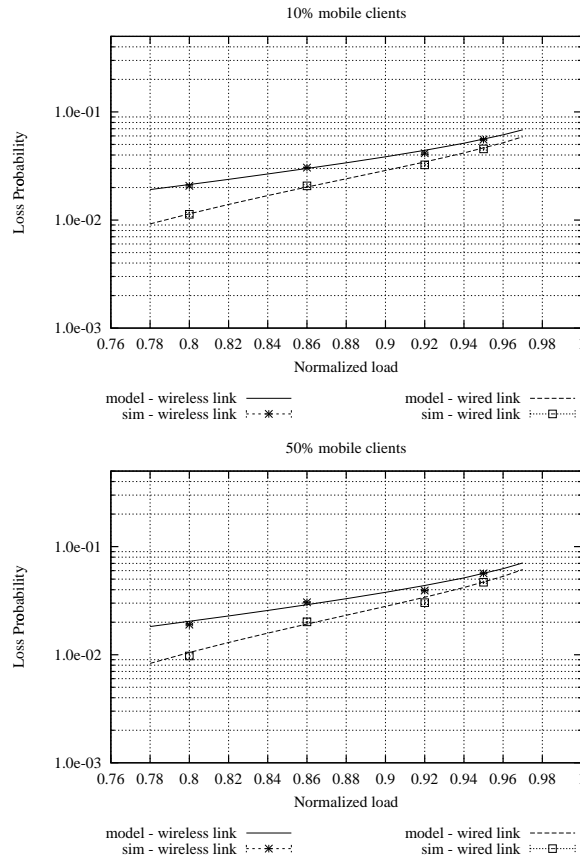 10% mobile clients
1.0e-01
1.0e-02
1.0e-03
Loss Probability
0.76 0.78 0.8 0.82 0.84 0.86 0.88 0.9 0.92 0.94 0.96 0.98 1
Normalized load
model - wireless link model - wired link
sim - wireless link sim - wired link
50% mobile clients
1.0e-01
1.0e-02
1.0e-03
Loss Probability
0.76 0.78 0.8 0.82 0.84 0.86 0.88 0.9 0.92 0.94 0.96 0.98 1
Normalized load
model - wireless link model - wired link
sim - wireless link sim - wired link